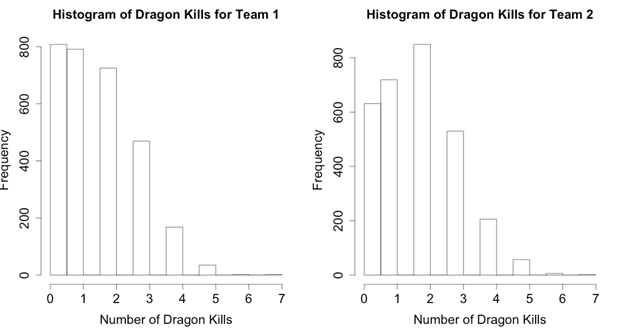 Histogram of Dragon Kills for Team 1
Frequency
800
600
400
200
0
0 1 2 3 4 5 6 7
Number of Dragon Kills
Histogram of Dragon Kills for Team 2
Frequency
800
600
400
200
0
0 1 2 3 4 5 6 7
Number of Dragon Kills